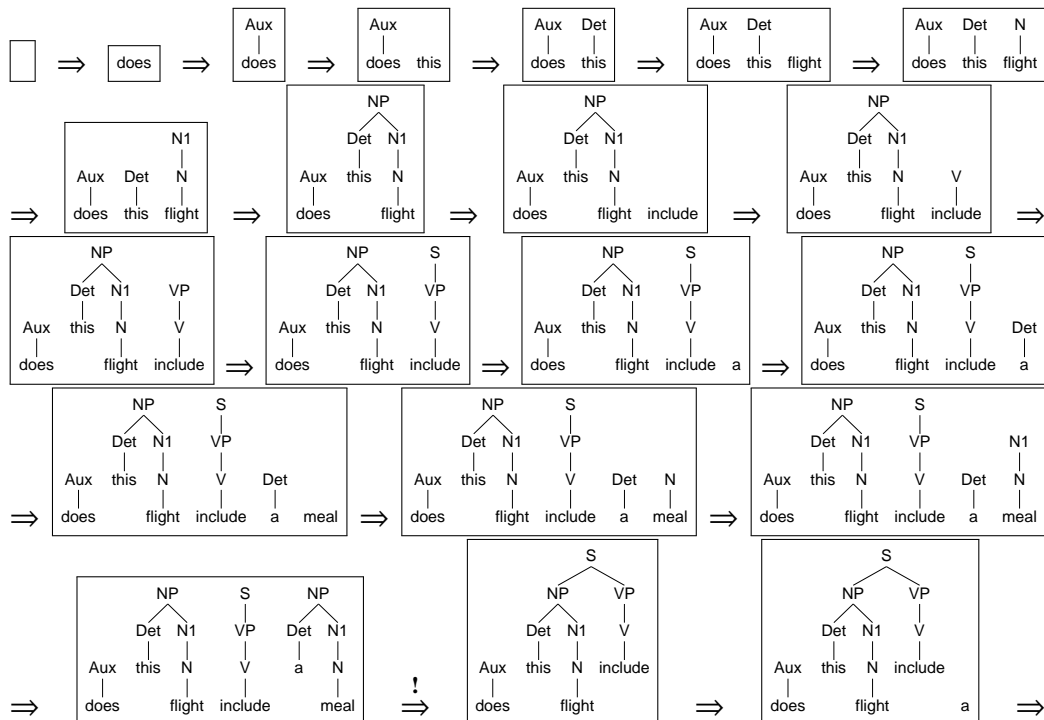 does
Aux
does
Aux
does this
Aux Det
does this
Aux Det
does this flight
Aux Det N
does this flight
N1
Aux Det N
does this flight
NP
Det N1
Aux this N
does flight
NP
Det N1
Aux this N
does flight include
NP
Det N1
Aux this N V
does flight include
NP
Det N1 VP
Aux this N V
does flight include
NP S
Det N1 VP
Aux this N V
does flight include
NP S
Det N1 VP
Aux this N V
does flight include a
NP S
Det N1 VP
Aux this N V Det
does flight include a
NP S
Det N1 VP
Aux this N V Det
does flight include a meal
NP S
Det N1 VP
Aux this N V Det N
does flight include a meal
NP S
Det N1 VP N1
Aux this N V Det N
does flight include a meal
NP S NP
Det N1 VP Det N1
Aux this N V a N
does flight include meal
!
S
NP VP
Det N1 V
Aux this N include
does flight
S
NP VP
Det N1 V
Aux this N include
does flight a